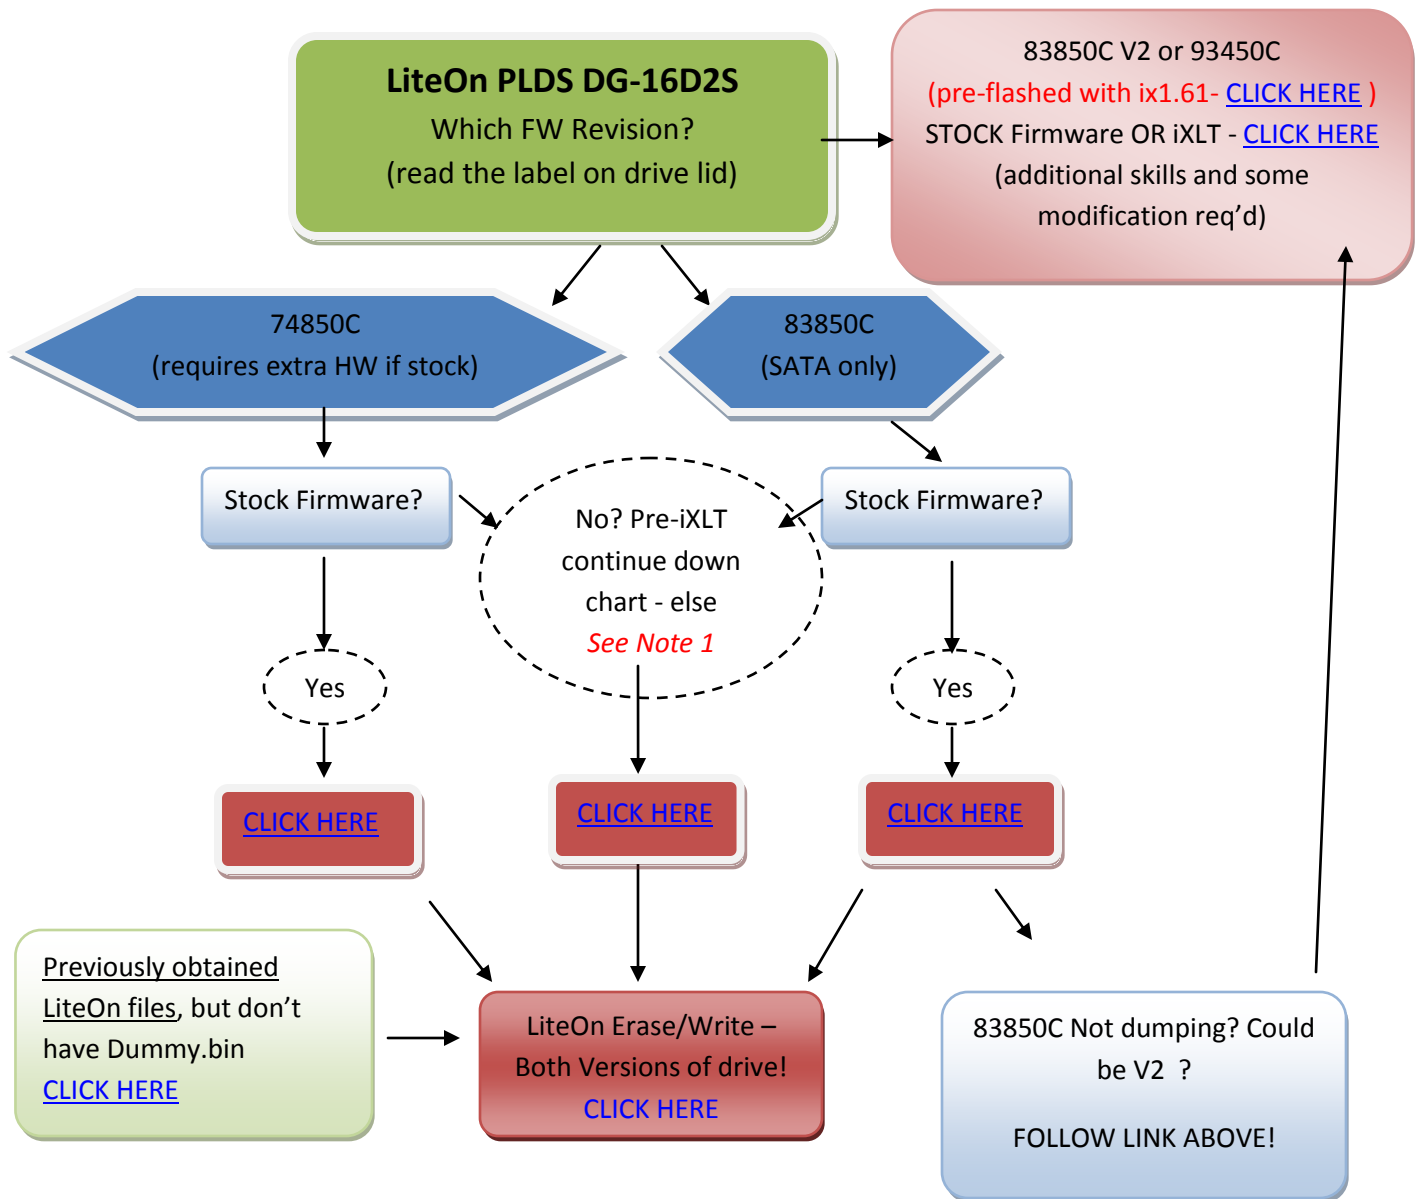 LiteOn PLDS DG-16D2S
Which FW Revision?
(read the label on drive lid)
83850C V2 or 93450C
(pre-flashed with ix1.61- CLICK HERE )
STOCK Firmware OR iXLT - CLICK HERE
(additional skills and some
modification req’d)
74850C
(requires extra HW if stock)
83850C
(SATA only)
Stock Firmware?
No? Pre-iXLT
continue down
chart - else
See Note 1
Stock Firmware?
Yes
Yes
CLICK HERE
CLICK HERE
CLICK HERE
Previously obtained
LiteOn files, but don’t
have Dummy.bin
CLICK HERE
LiteOn Erase/Write –
Both Versions of drive!
CLICK HERE
83850C Not dumping? Could
be V2 ?
FOLLOW LINK ABOVE!